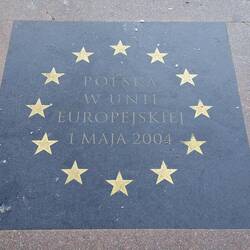 POLSKA
W UNII
EUROPEJSKIEJ
1 MAJA 2004